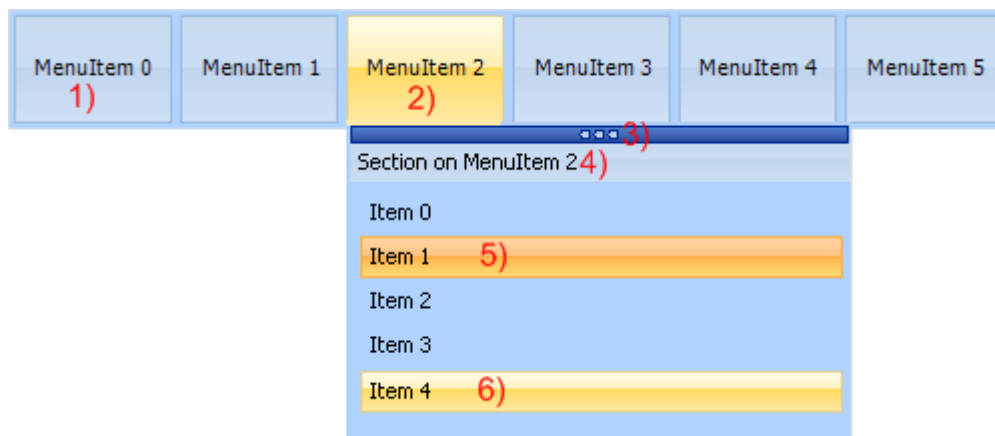 MenuItem 0 MenuItem 1 MenuItem 2 MenuItem 3 MenuItem 4 MenuItem 5
1) 2)
3)
Section on MenuItem 2 4)
Item 0
Item 1 5)
Item 2
Item 3
Item 4 6)